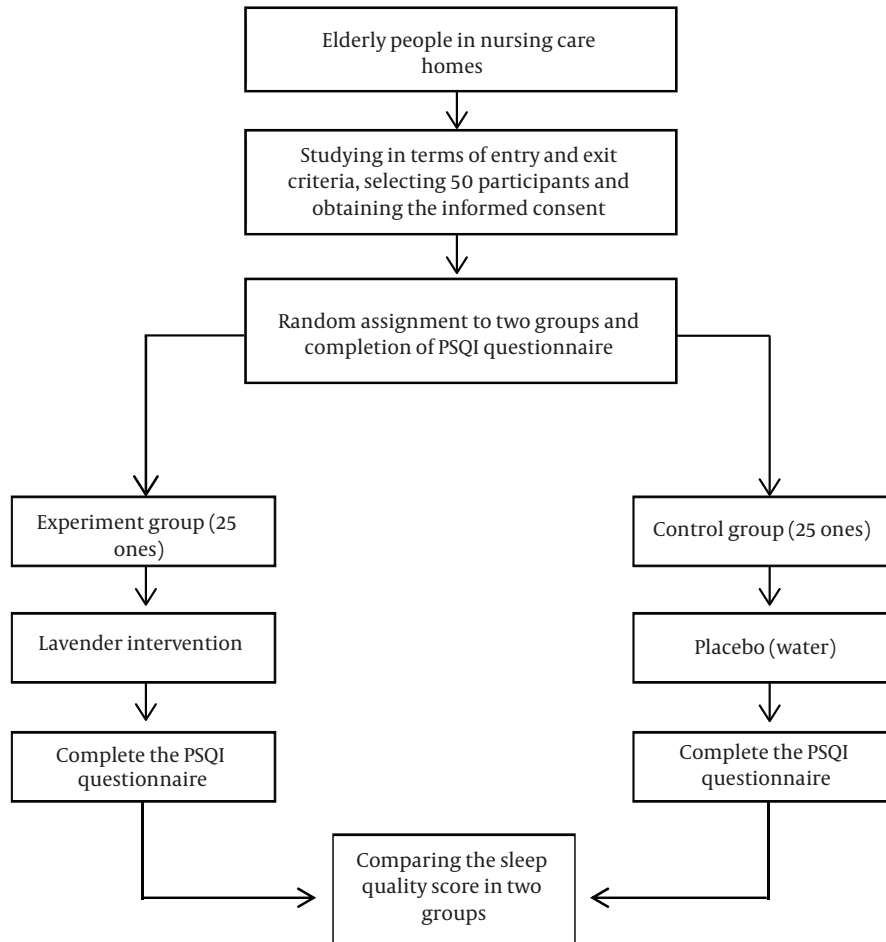 Elderly people in nursing care
homes
Studying in terms of entry and exit
criteria, selecting 50 participants and
obtaining the informed consent
Random assignment to two groups and
completion of PSQI questionnaire
Experiment group (25
ones)
Control group (25 ones)
Lavender intervention
Placebo (water)
Complete the PSQI
questionnaire
Complete the PSQI
questionnaire
Comparing the sleep
quality score in two
groups